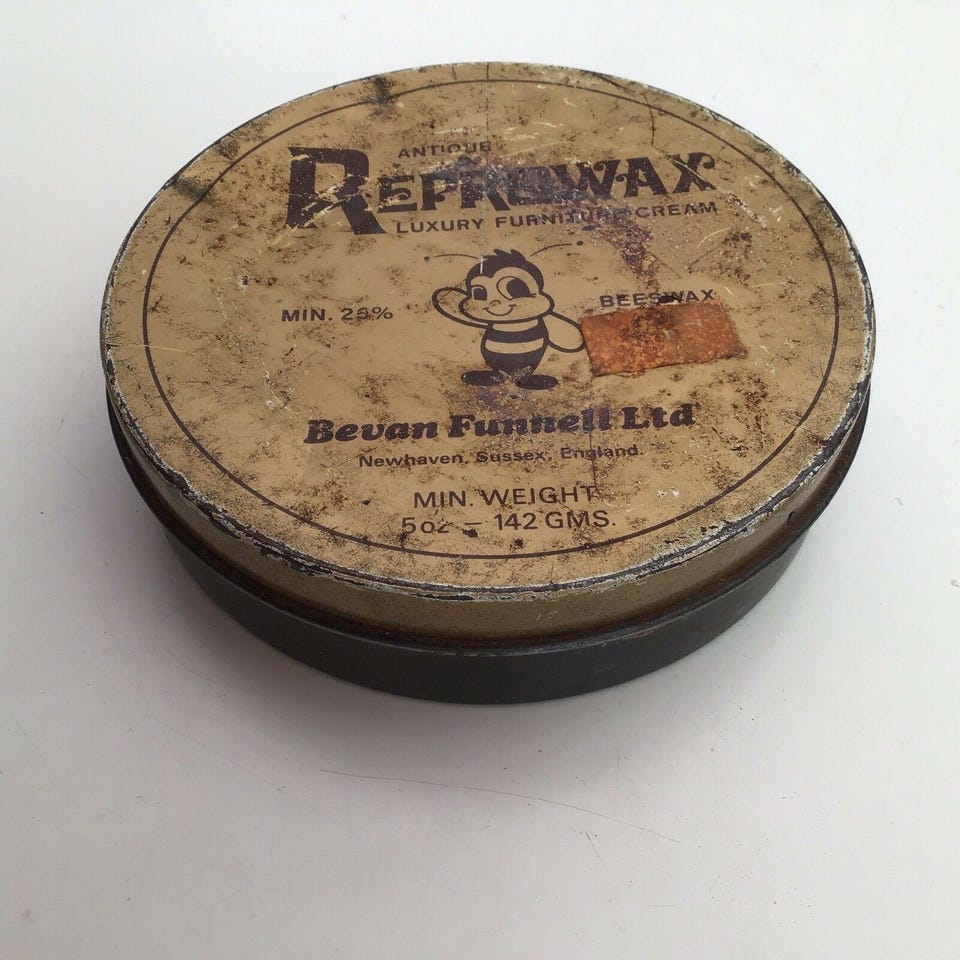 ANTIQUE
REPROWAX
LUXURY FURNITURE CREAM
MIN. 25% BEESWAX
Bevan Funnell Ltd
Newhaven, Sussex, England.
MIN. WEIGHT
5oz – 142 GMS.